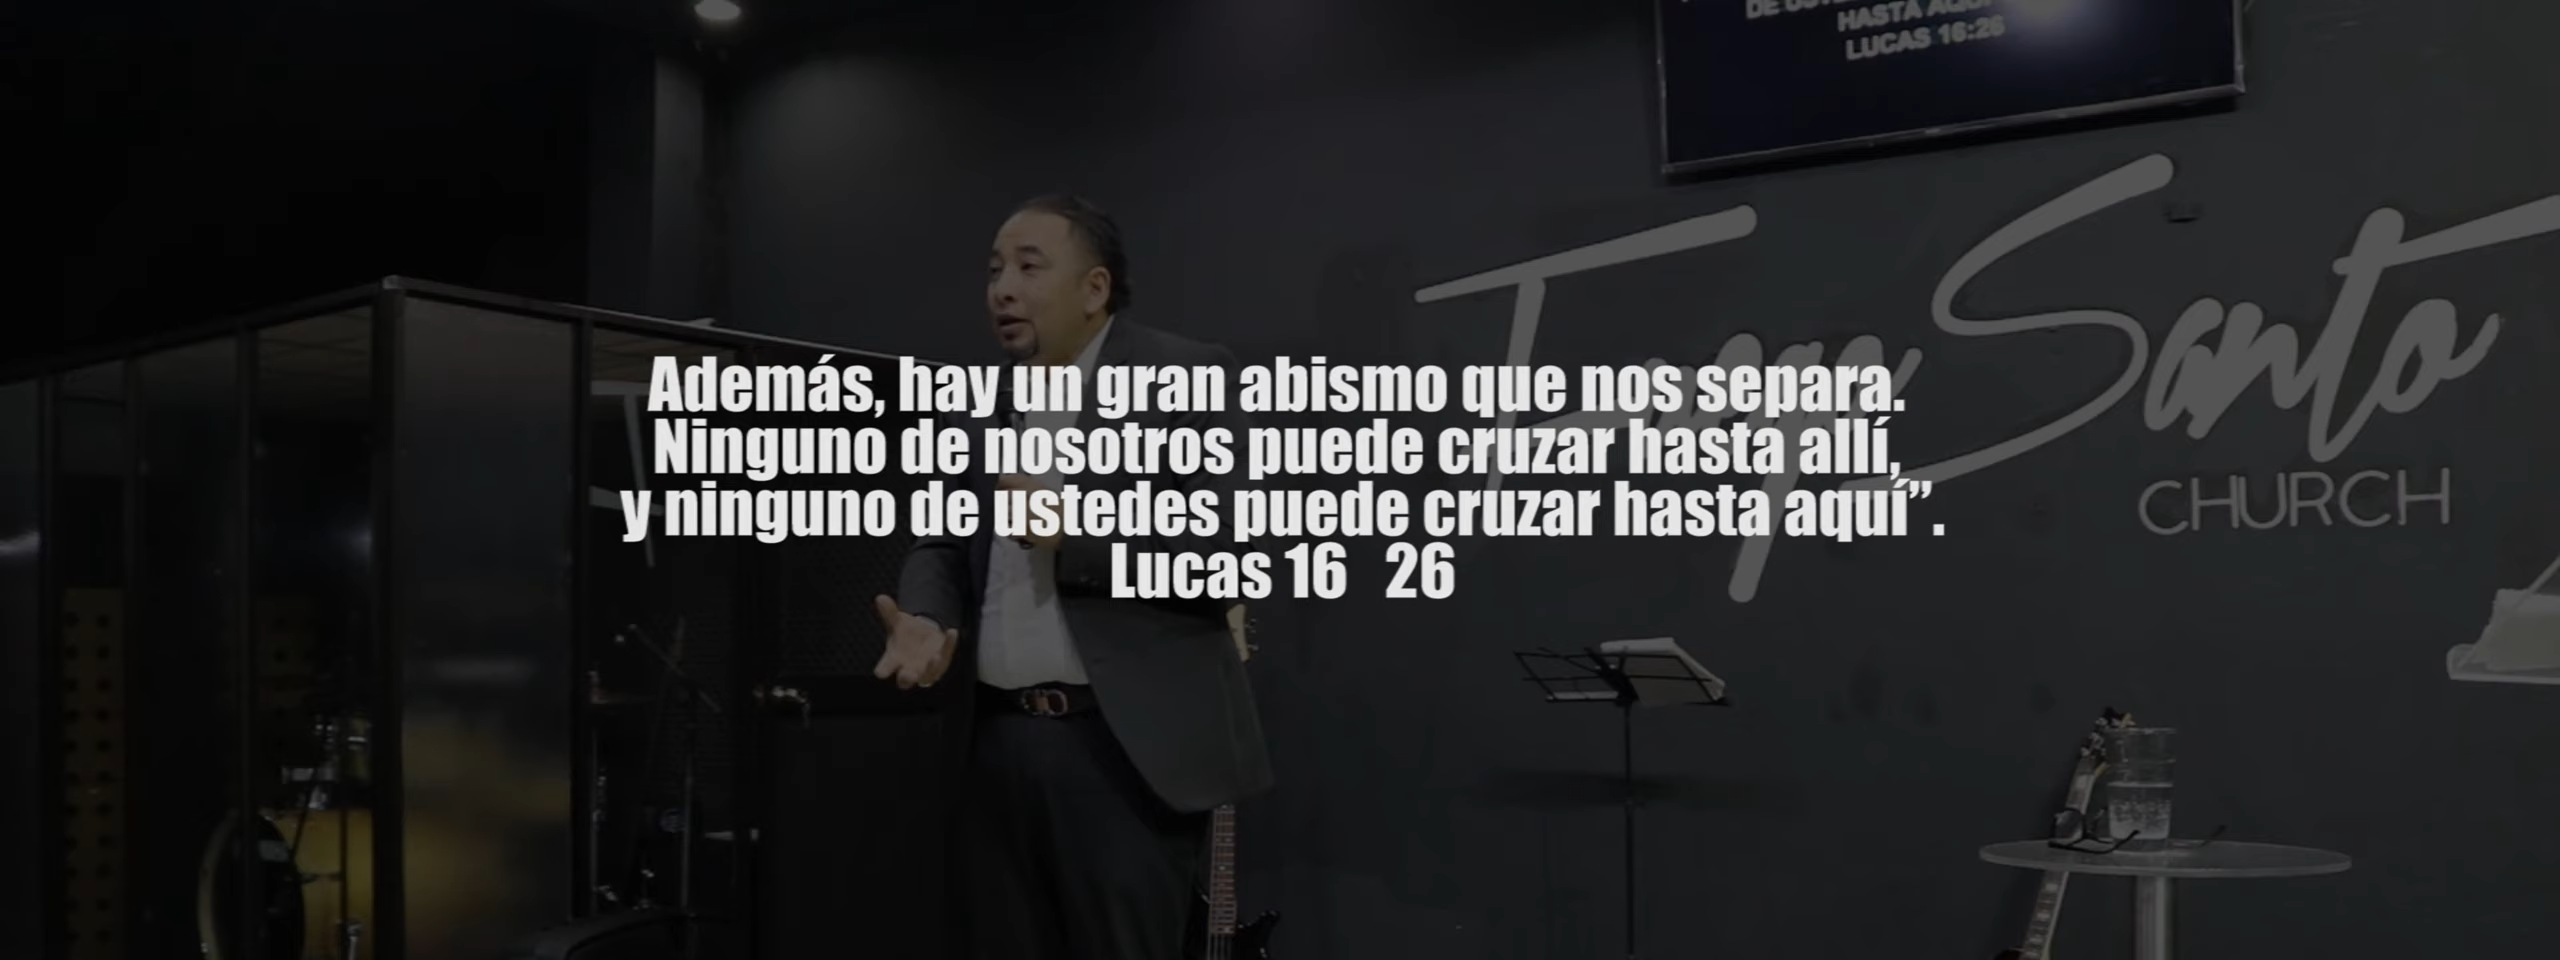 HASTA AQUÍ
LUCAS 16:26
Fuego Santo
CHURCH
Además, hay un gran abismo que nos separa.
Ninguno de nosotros puede cruzar hasta allí,
y ninguno de ustedes puede cruzar hasta aquí”.
Lucas 16   26